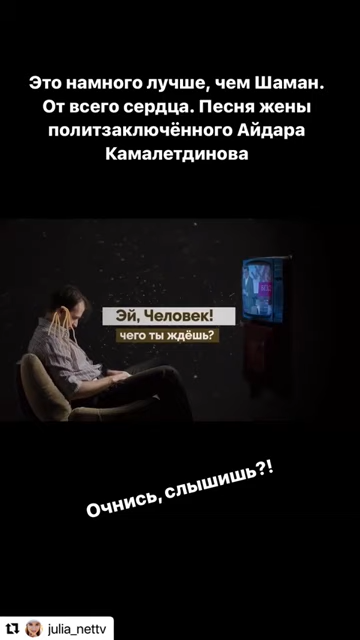 Это намного лучше, чем Шаман.
От всего сердца. Песня жены
политзаключённого Айдара
Камалетдинова
Эй, Человек!
чего ты ждёшь?
Очнись, слышишь?!
julia_nettv